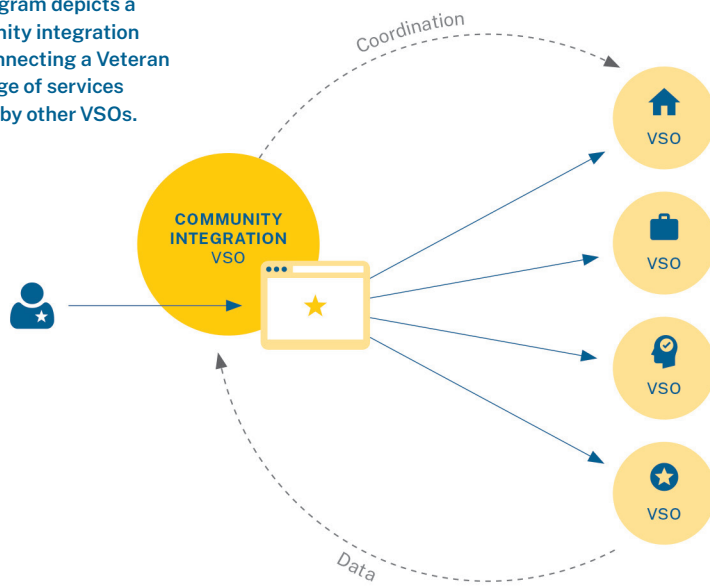 gram depicts a
nity integration
nnecting a Veteran
ge of services
by other VSOs.
Coordination
VSO
COMMUNITY
INTEGRATION
VSO
VSO
VSO
VSO
Data